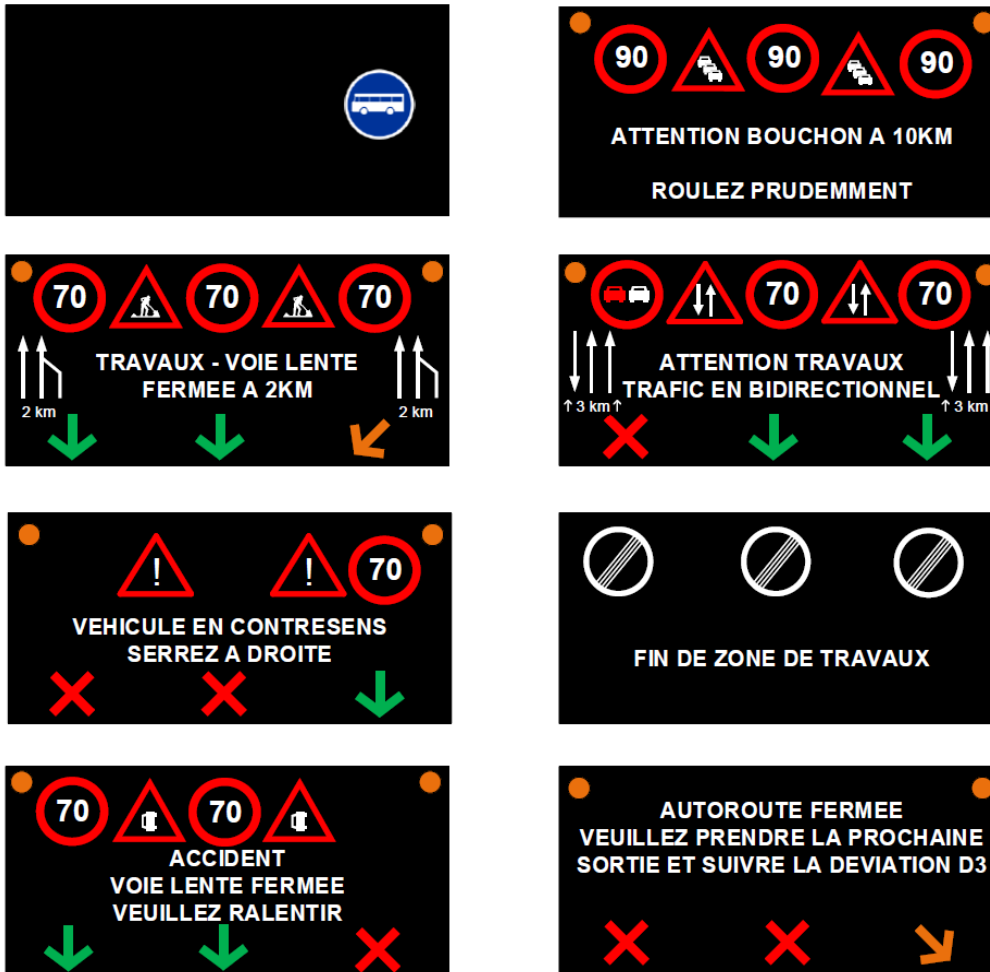 90 90 90
ATTENTION BOUCHON A 10KM
ROULEZ PRUDEMMENT
70 70 70
TRAVAUX - VOIE LENTE
FERMEE A 2KM
2 km 2 km
70 70
ATTENTION TRAVAUX
TRAFIC EN BIDIRECTIONNEL
3 km 3 km
! ! 70
VEHICULE EN CONTRESENS
SERREZ A DROITE
FIN DE ZONE DE TRAVAUX
70 70
ACCIDENT
VOIE LENTE FERMEE
VEUILLEZ RALENTIR
AUTOROUTE FERMEE
VEUILLEZ PRENDRE LA PROCHAINE
SORTIE ET SUIVRE LA DEVIATION D3